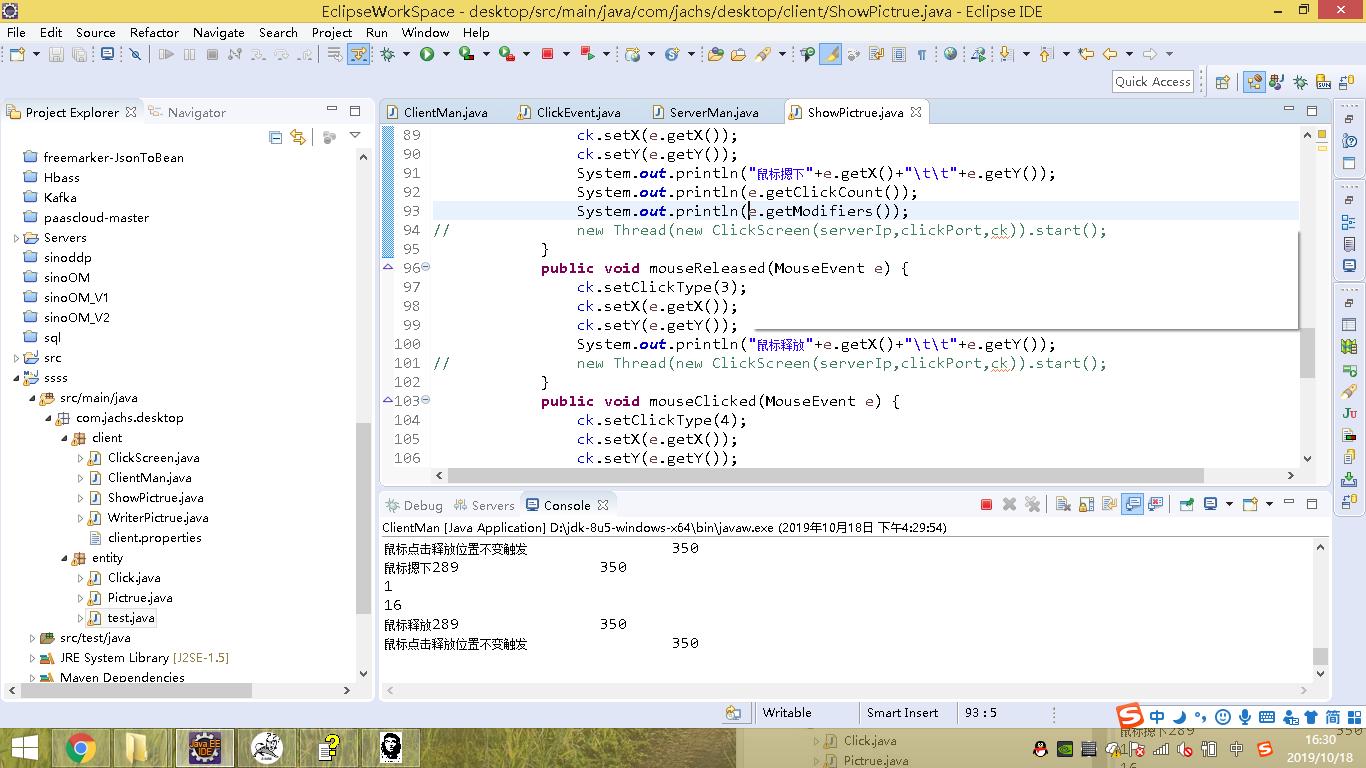 EclipseWorkSpace - desktop/src/main/java/com/jachs/desktop/client/ShowPictrue.java - Eclipse IDE
File Edit Source Refactor Navigate Search Project Run Window Help
Quick Access
Project Explorer Navigator
freemarker-JsonToBean
Hbass
Kafka
paascloud-master
Servers
sinoddp
sinoOM
sinoOM_V1
sinoOM_V2
sql
src
ssss
src/main/java
com.jachs.desktop
client
ClickScreen.java
ClientMan.java
ShowPictrue.java
WriterPictrue.java
client.properties
entity
Click.java
Pictrue.java
test.java
src/test/java
JRE System Library [J2SE-1.5]
Maven Dependencies
ClientMan.java ClickEvent.java ServerMan.java ShowPictrue.java
89 ck.setX(e.getX());
90 ck.setY(e.getY());
91 System.out.println("鼠标摁下"+e.getX()+"\t\t"+e.getY());
92 System.out.println(e.getClickCount());
93 System.out.println(e.getModifiers());
94 // new Thread(new ClickScreen(serverIp,clickPort,ck)).start();
95 }
96 public void mouseReleased(MouseEvent e) {
97 ck.setClickType(3);
98 ck.setX(e.getX());
99 ck.setY(e.getY());
100 System.out.println("鼠标释放"+e.getX()+"\t\t"+e.getY());
101 // new Thread(new ClickScreen(serverIp,clickPort,ck)).start();
102 }
103 public void mouseClicked(MouseEvent e) {
104 ck.setClickType(4);
105 ck.setX(e.getX());
106 ck.setY(e.getY());
Debug Servers Console
ClientMan [Java Application] D:\jdk-8u5-windows-x64\bin\javaw.exe (2019年10月18日 下午4:29:54)
鼠标点击释放位置不变触发 350
鼠标摁下289 350
1
16
鼠标释放289 350
鼠标点击释放位置不变触发 350
Writable Smart Insert 93 : 5
中 简
Java EE IDE
Click.java
Pictrue.java
鼠标摁下289 350
16
中
16:30
2019/10/18